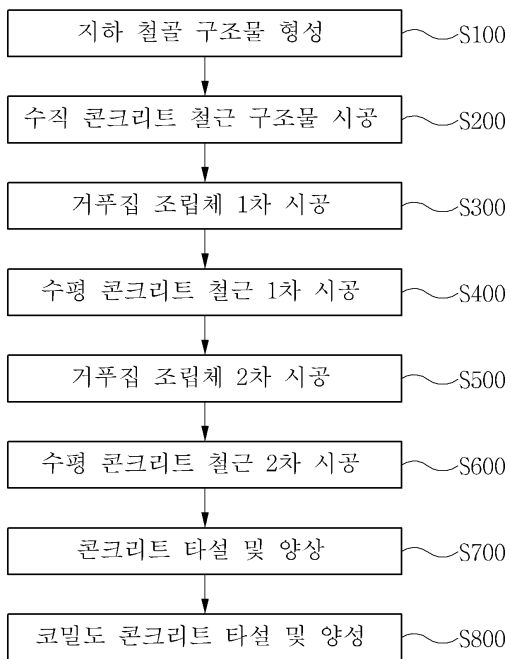 지하 철골 구조물 형성
S100
수직 콘크리트 철근 구조물 시공
S200
거푸집 조립체 1차 시공
S300
수평 콘크리트 철근 1차 시공
S400
거푸집 조립체 2차 시공
S500
수평 콘크리트 철근 2차 시공
S600
콘크리트 타설 및 양상
S700
코밀도 콘크리트 타설 및 양성
S800